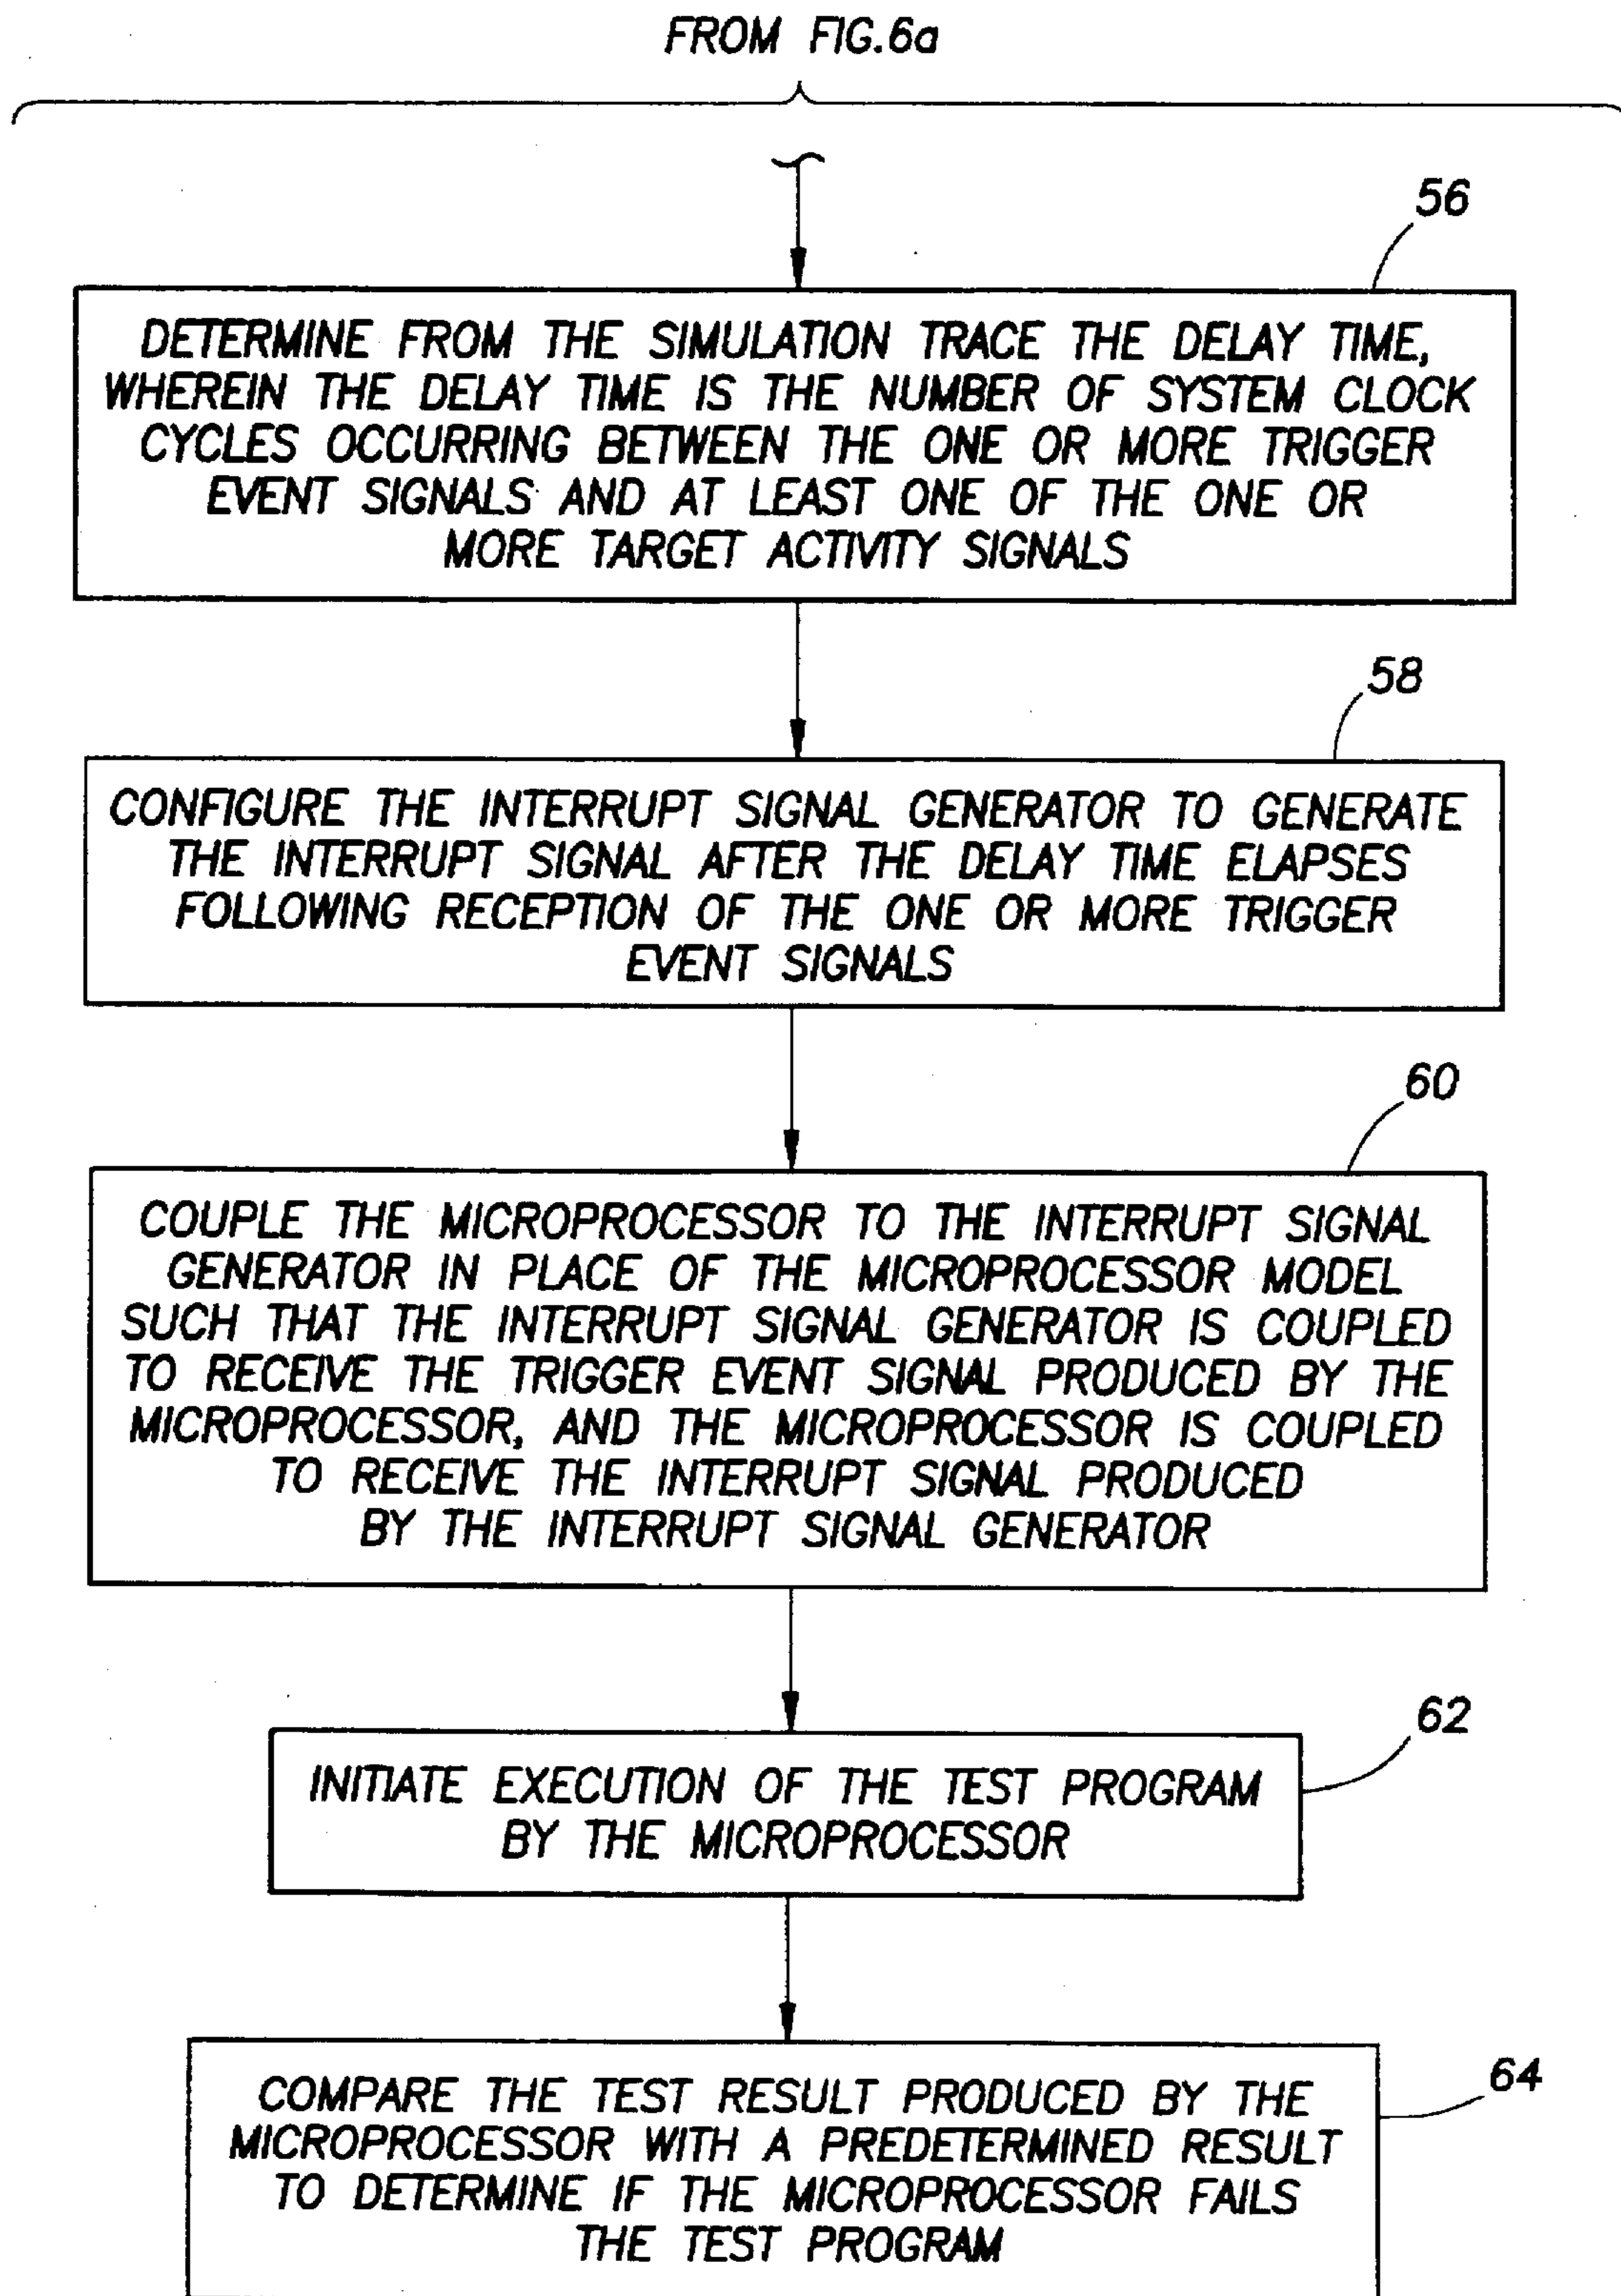 FROM FIG.6a
56
DETERMINE FROM THE SIMULATION TRACE THE DELAY TIME,
WHEREIN THE DELAY TIME IS THE NUMBER OF SYSTEM CLOCK
CYCLES OCCURRING BETWEEN THE ONE OR MORE TRIGGER
EVENT SIGNALS AND AT LEAST ONE OF THE ONE OR
MORE TARGET ACTIVITY SIGNALS
58
CONFIGURE THE INTERRUPT SIGNAL GENERATOR TO GENERATE
THE INTERRUPT SIGNAL AFTER THE DELAY TIME ELAPSES
FOLLOWING RECEPTION OF THE ONE OR MORE TRIGGER
EVENT SIGNALS
60
COUPLE THE MICROPROCESSOR TO THE INTERRUPT SIGNAL
GENERATOR IN PLACE OF THE MICROPROCESSOR MODEL
SUCH THAT THE INTERRUPT SIGNAL GENERATOR IS COUPLED
TO RECEIVE THE TRIGGER EVENT SIGNAL PRODUCED BY THE
MICROPROCESSOR, AND THE MICROPROCESSOR IS COUPLED
TO RECEIVE THE INTERRUPT SIGNAL PRODUCED
BY THE INTERRUPT SIGNAL GENERATOR
62
INITIATE EXECUTION OF THE TEST PROGRAM
BY THE MICROPROCESSOR
64
COMPARE THE TEST RESULT PRODUCED BY THE
MICROPROCESSOR WITH A PREDETERMINED RESULT
TO DETERMINE IF THE MICROPROCESSOR FAILS
THE TEST PROGRAM